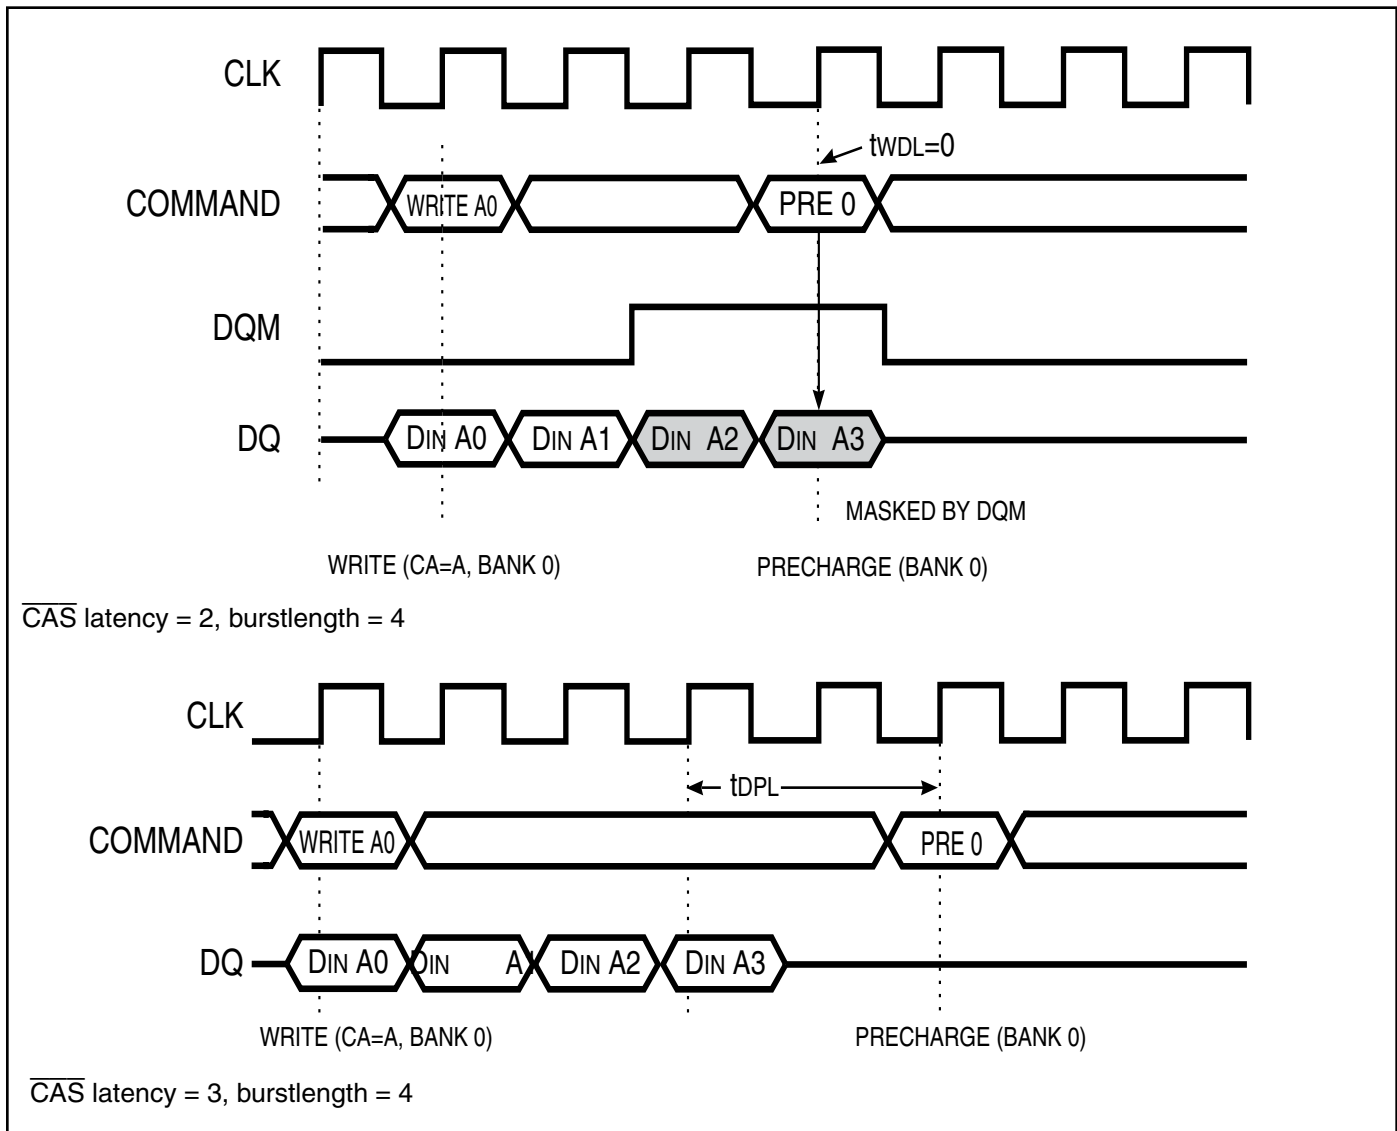 CLK
tWDL=0
COMMAND
WRITE A0
PRE 0
DQM
DQ
DIN A0
DIN A1
DIN A2
DIN A3
MASKED BY DQM
WRITE (CA=A, BANK 0)
PRECHARGE (BANK 0)
CAS latency = 2, burstlength = 4
CLK
tDPL
COMMAND
WRITE A0
PRE 0
DQ
DIN A0
DIN A
DIN A2
DIN A3
WRITE (CA=A, BANK 0)
PRECHARGE (BANK 0)
CAS latency = 3, burstlength = 4